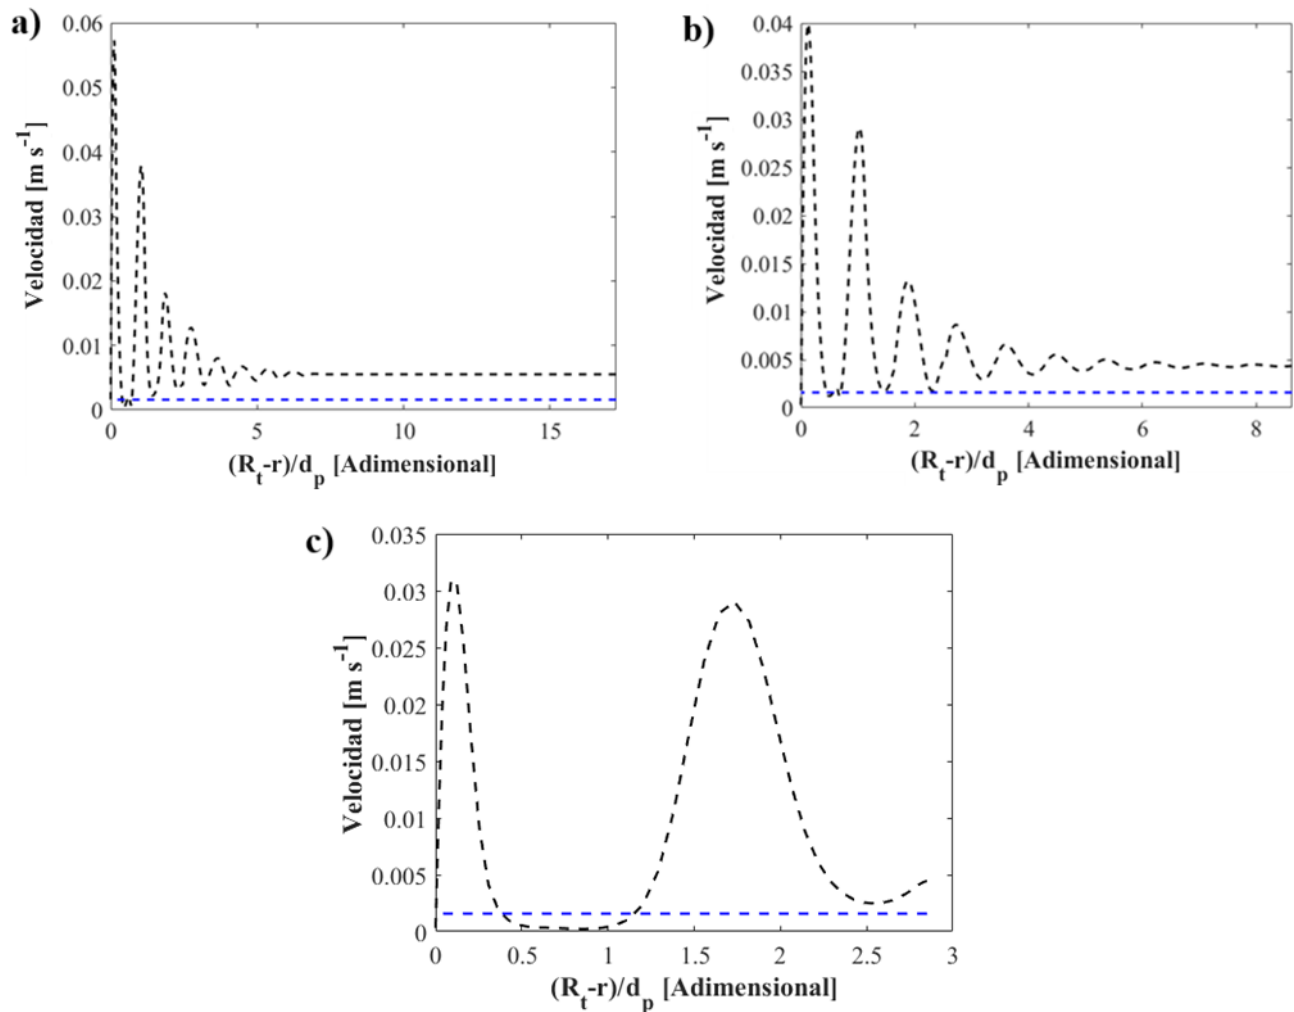 a)
0.06
0.05
0.04
0.03
0.02
0.01
0
Velocidad [m s⁻¹]
0 5 10 15
(Rₜ-r)/dₚ [Adimensional]
b)
0.04
0.035
0.03
0.025
0.02
0.015
0.01
0.005
0
Velocidad [m s⁻¹]
0 2 4 6 8
(Rₜ-r)/dₚ [Adimensional]
c)
0.035
0.03
0.025
0.02
0.015
0.01
0.005
0
Velocidad [m s⁻¹]
0 0.5 1 1.5 2 2.5 3
(Rₜ-r)/dₚ [Adimensional]